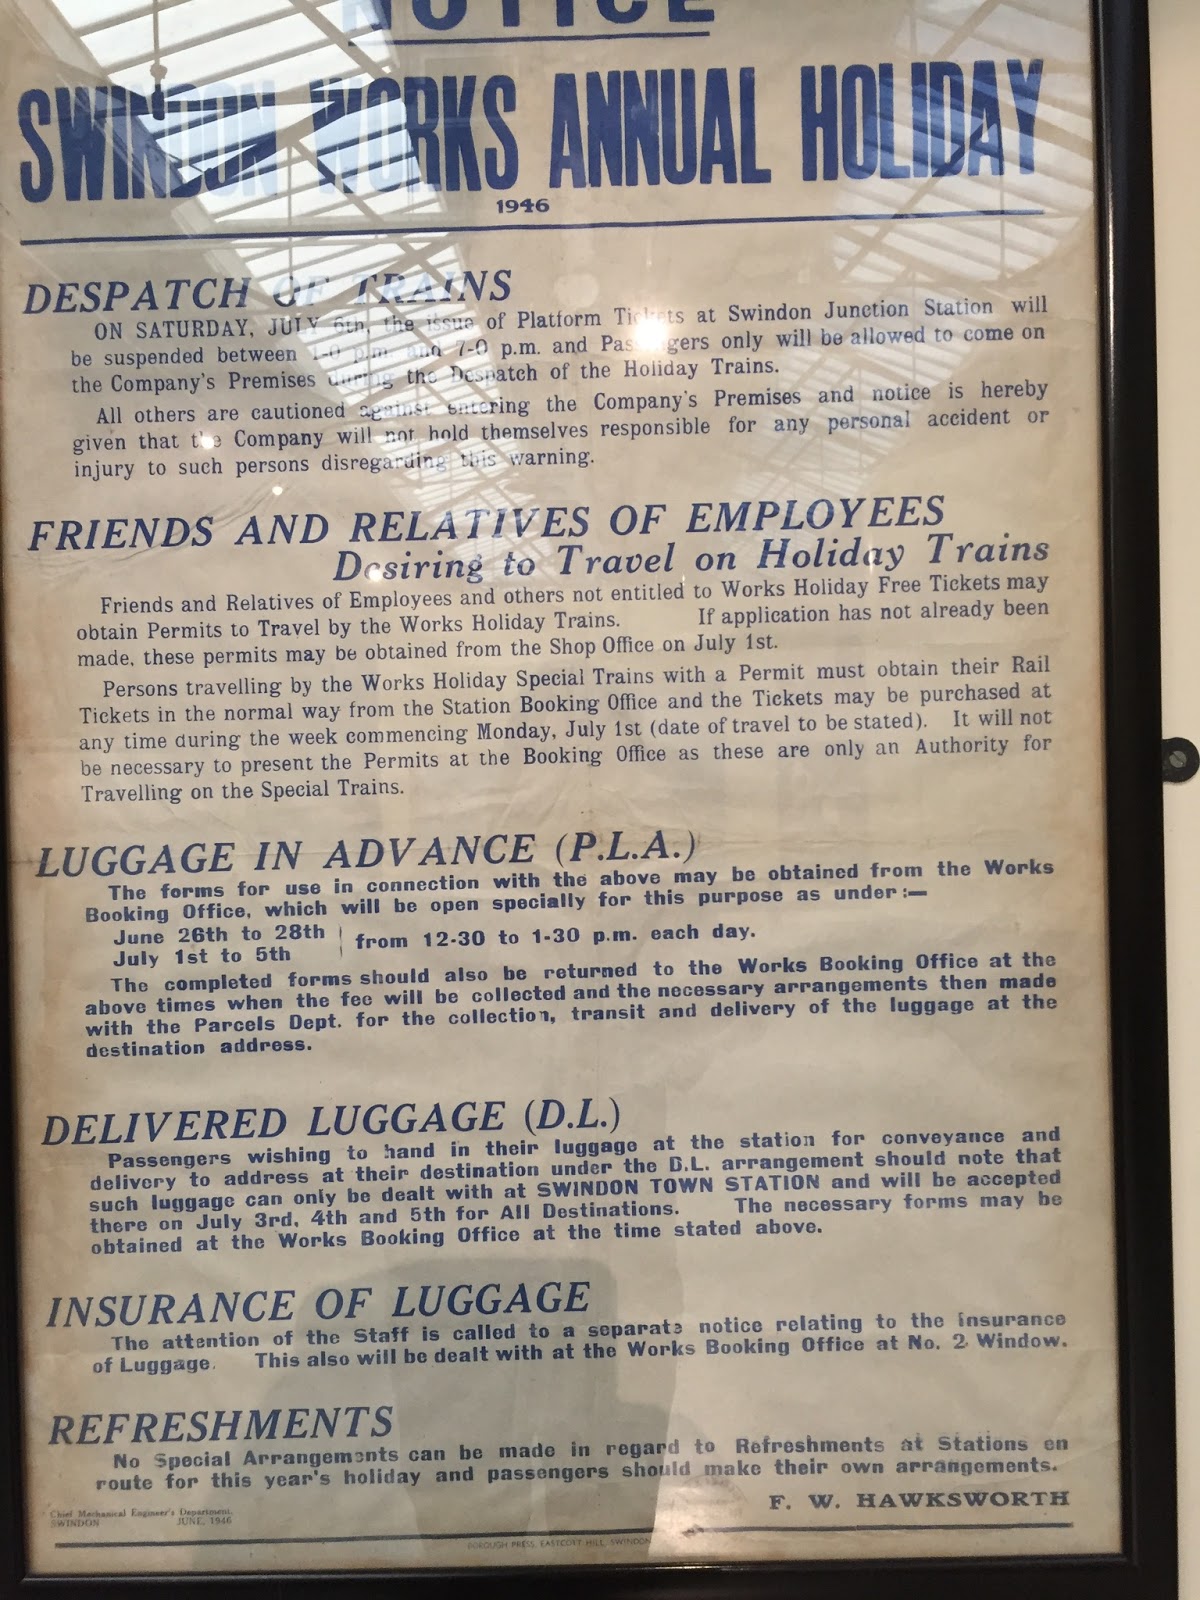 NOTICE
SWINDON WORKS ANNUAL HOLIDAY
1946
DESPATCH OF TRAINS
ON SATURDAY, JULY 6th, the issue of Platform Tickets at Swindon Junction Station will
be suspended between 1-0 p.m. and 7-0 p.m. and Passengers only will be allowed to come on
the Company's Premises during the Despatch of the Holiday Trains.
All others are cautioned against entering the Company's Premises and notice is hereby
given that the Company will not hold themselves responsible for any personal accident or
injury to such persons disregarding this warning.
FRIENDS AND RELATIVES OF EMPLOYEES
Desiring to Travel on Holiday Trains
Friends and Relatives of Employees and others not entitled to Works Holiday Free Tickets may
obtain Permits to Travel by the Works Holiday Trains. If application has not already been
made, these permits may be obtained from the Shop Office on July 1st.
Persons travelling by the Works Holiday Special Trains with a Permit must obtain their Rail
Tickets in the normal way from the Station Booking Office and the Tickets may be purchased at
any time during the week commencing Monday, July 1st (date of travel to be stated). It will not
be necessary to present the Permits at the Booking Office as these are only an Authority for
Travelling on the Special Trains.
LUGGAGE IN ADVANCE (P.L.A.)
The forms for use in connection with the above may be obtained from the Works
Booking Office, which will be open specially for this purpose as under:—
June 26th to 28th
July 1st to 5th
from 12-30 to 1-30 p.m. each day.
The completed forms should also be returned to the Works Booking Office at the
above times when the fee will be collected and the necessary arrangements then made
with the Parcels Dept. for the collection, transit and delivery of the luggage at the
destination address.
DELIVERED LUGGAGE (D.L.)
Passengers wishing to hand in their luggage at the station for conveyance and
delivery to address at their destination under the D.L. arrangement should note that
such luggage can only be dealt with at SWINDON TOWN STATION and will be accepted
there on July 3rd, 4th and 5th for All Destinations. The necessary forms may be
obtained at the Works Booking Office at the time stated above.
INSURANCE OF LUGGAGE
The attention of the Staff is called to a separate notice relating to the insurance
of Luggage. This also will be dealt with at the Works Booking Office at No. 2 Window.
REFRESHMENTS
No Special Arrangements can be made in regard to Refreshments at Stations en
route for this year's holiday and passengers should make their own arrangements.
F. W. HAWKSWORTH
Chief Mechanical Engineer's Department,
SWINDON JUNE, 1946
BOROUGH PRESS, EASTCOTT HILL, SWINDON